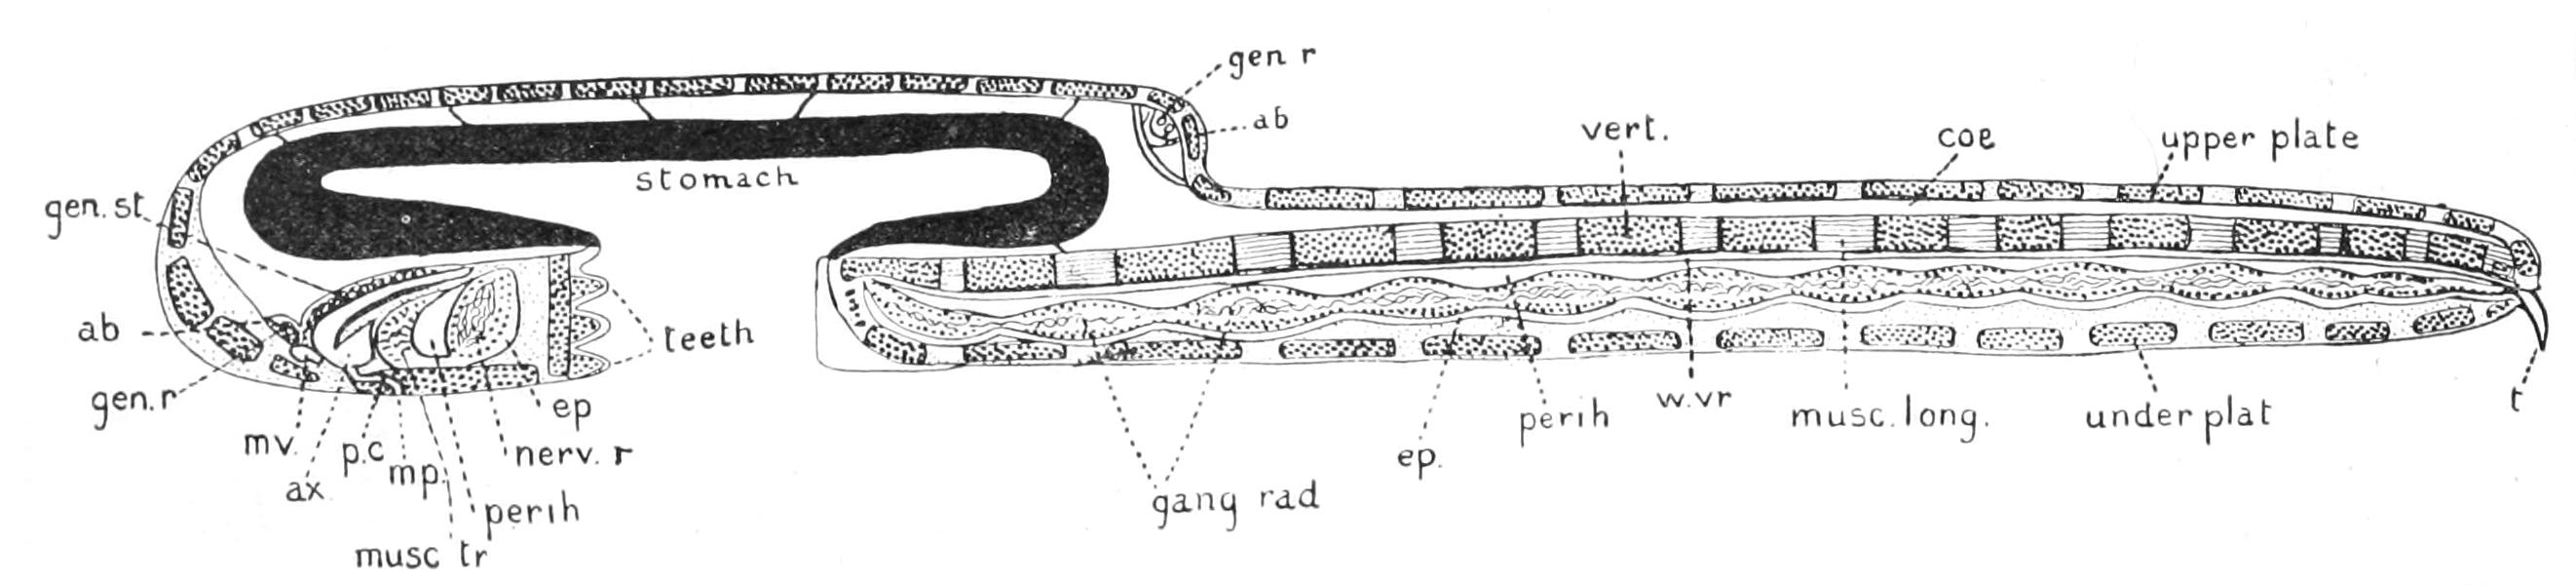 gen r
ab
vert.
coe
upper plate
stomach
gen. st
ab
teeth
gen. r
ep
mv.
p.c
mp.
nerv. r
ax
perih
musc tr
gang rad
ep.
perih
w.vr
musc. long.
under plat
t